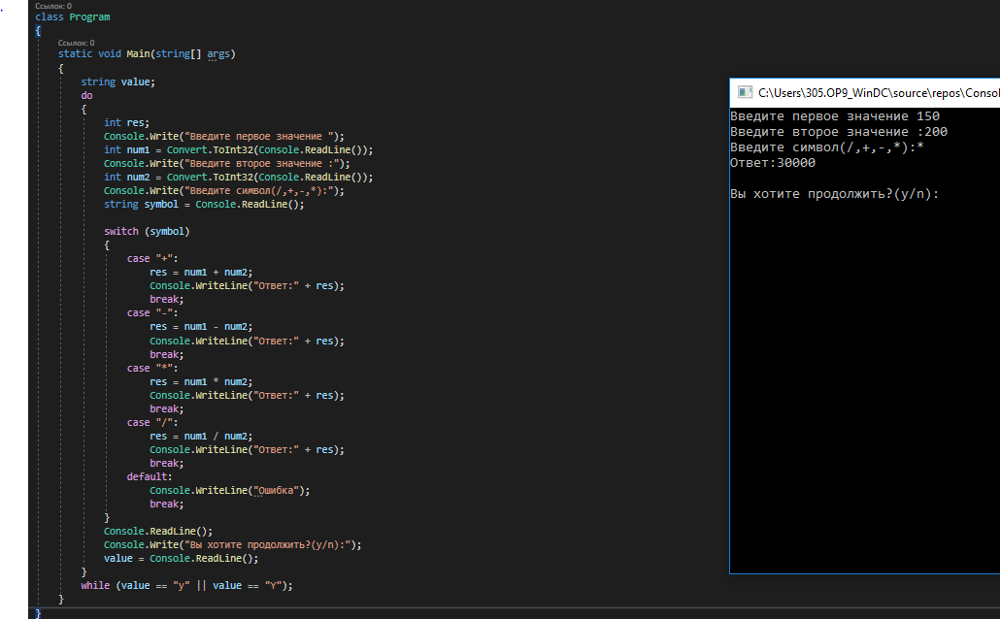 Ссылок: 0
class Program
{
Ссылок: 0
static void Main(string[] args)
{
string value;
do
{
int res;
Console.Write("Введите первое значение ");
int num1 = Convert.ToInt32(Console.ReadLine());
Console.Write("Введите второе значение :");
int num2 = Convert.ToInt32(Console.ReadLine());
Console.Write("Введите символ(/,+,-,*):");
string symbol = Console.ReadLine();
switch (symbol)
{
case "+":
res = num1 + num2;
Console.WriteLine("Ответ:" + res);
break;
case "-":
res = num1 - num2;
Console.WriteLine("Ответ:" + res);
break;
case "*":
res = num1 * num2;
Console.WriteLine("Ответ:" + res);
break;
case "/":
res = num1 / num2;
Console.WriteLine("Ответ:" + res);
break;
default:
Console.WriteLine("Ошибка");
break;
}
Console.ReadLine();
Console.Write("Вы хотите продолжить?(y/n):");
value = Console.ReadLine();
}
while (value == "y" || value == "Y");
}
}
C:\Users\305.OP9_WinDC\source\repos\Consol
Введите первое значение 150
Введите второе значение :200
Введите символ(/,+,-,*):*
Ответ:30000
Вы хотите продолжить?(y/n):